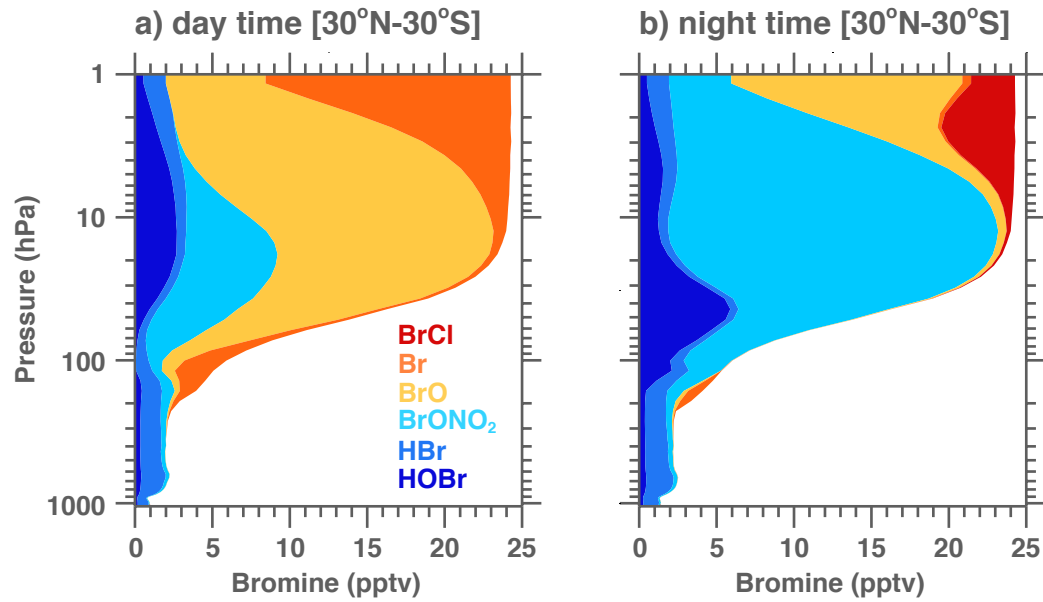 a) day time [30°N-30°S]
b) night time [30°N-30°S]
Pressure (hPa)
1
10
100
1000
BrCl
Br
BrO
BrONO₂
HBr
HOBr
0 5 10 15 20 25
0 5 10 15 20 25
Bromine (pptv)
Bromine (pptv)